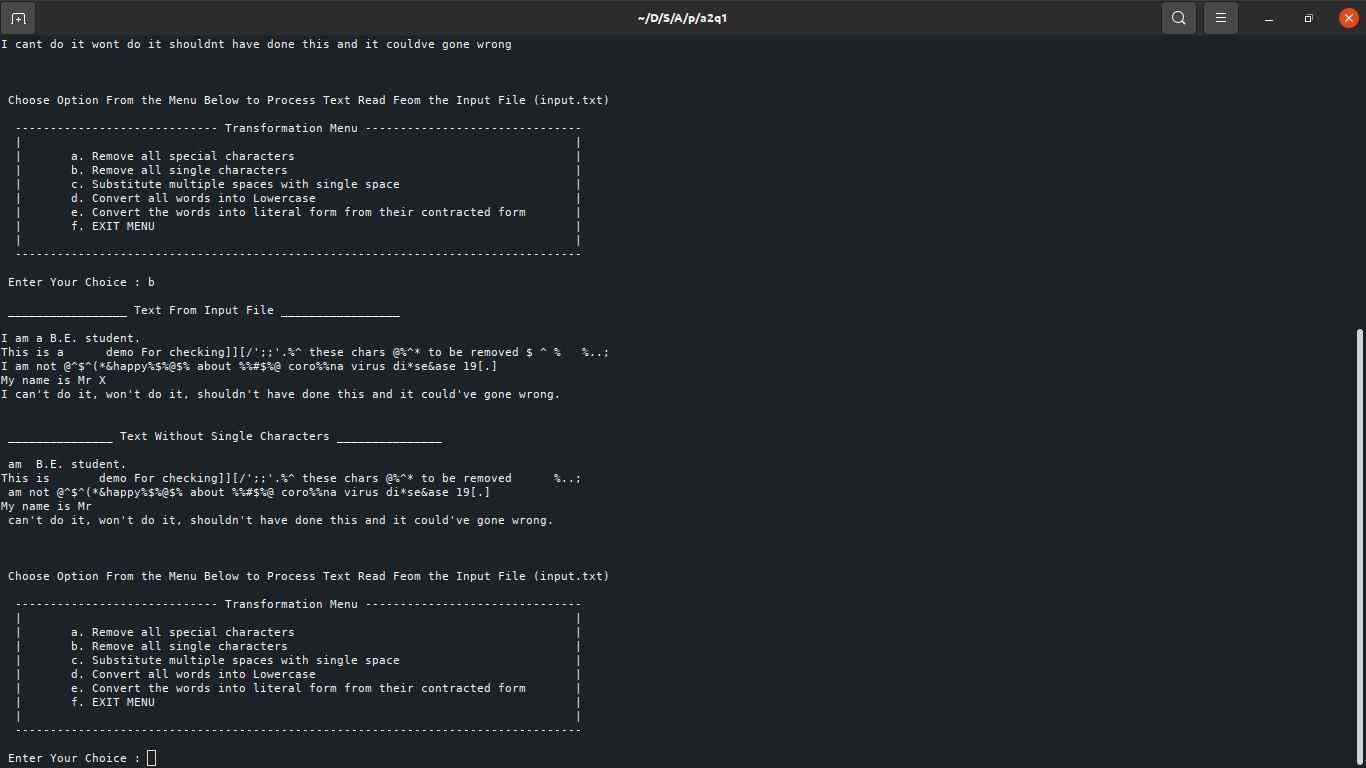 ~/D/S/A/p/a2q1
I cant do it wont do it shouldnt have done this and it couldve gone wrong
Choose Option From the Menu Below to Process Text Read Feom the Input File (input.txt)
----------------------------- Transformation Menu -------------------------------
|                                                                               |
|       a. Remove all special characters                                        |
|       b. Remove all single characters                                         |
|       c. Substitute multiple spaces with single space                         |
|       d. Convert all words into Lowercase                                     |
|       e. Convert the words into literal form from their contracted form       |
|       f. EXIT MENU                                                            |
|                                                                               |
---------------------------------------------------------------------------------
Enter Your Choice : b
_________________ Text From Input File _________________
I am a B.E. student.
This is a      demo For checking]][/';;'.%^ these chars @%^* to be removed $ ^ %   %..;
I am not @^$^(*&happy%$%@$% about %%#$%@ coro%%na virus di*se&ase 19[.]
My name is Mr X
I can't do it, won't do it, shouldn't have done this and it could've gone wrong.
_______________ Text Without Single Characters _______________
am  B.E. student.
This is       demo For checking]][/';;'.%^ these chars @%^* to be removed      %..;
am not @^$^(*&happy%$%@$% about %%#$%@ coro%%na virus di*se&ase 19[.]
My name is Mr
can't do it, won't do it, shouldn't have done this and it could've gone wrong.
Choose Option From the Menu Below to Process Text Read Feom the Input File (input.txt)
----------------------------- Transformation Menu -------------------------------
|                                                                               |
|       a. Remove all special characters                                        |
|       b. Remove all single characters                                         |
|       c. Substitute multiple spaces with single space                         |
|       d. Convert all words into Lowercase                                     |
|       e. Convert the words into literal form from their contracted form       |
|       f. EXIT MENU                                                            |
|                                                                               |
---------------------------------------------------------------------------------
Enter Your Choice :